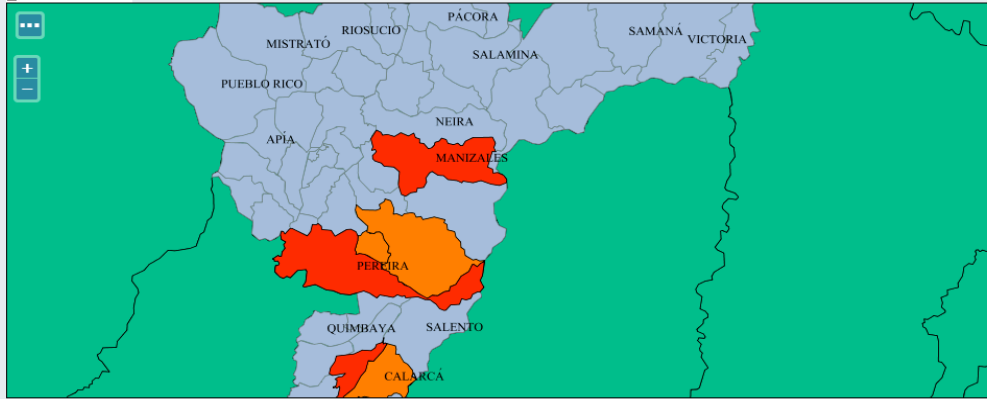 PÁCORA
RIOSUCIO
SAMANÁ
MISTRATÓ
VICTORIA
SALAMINA
PUEBLO RICO
NEIRA
APÍA
MANIZALES
PEREIRA
QUIMBAYA
SALENTO
CALARCÁ